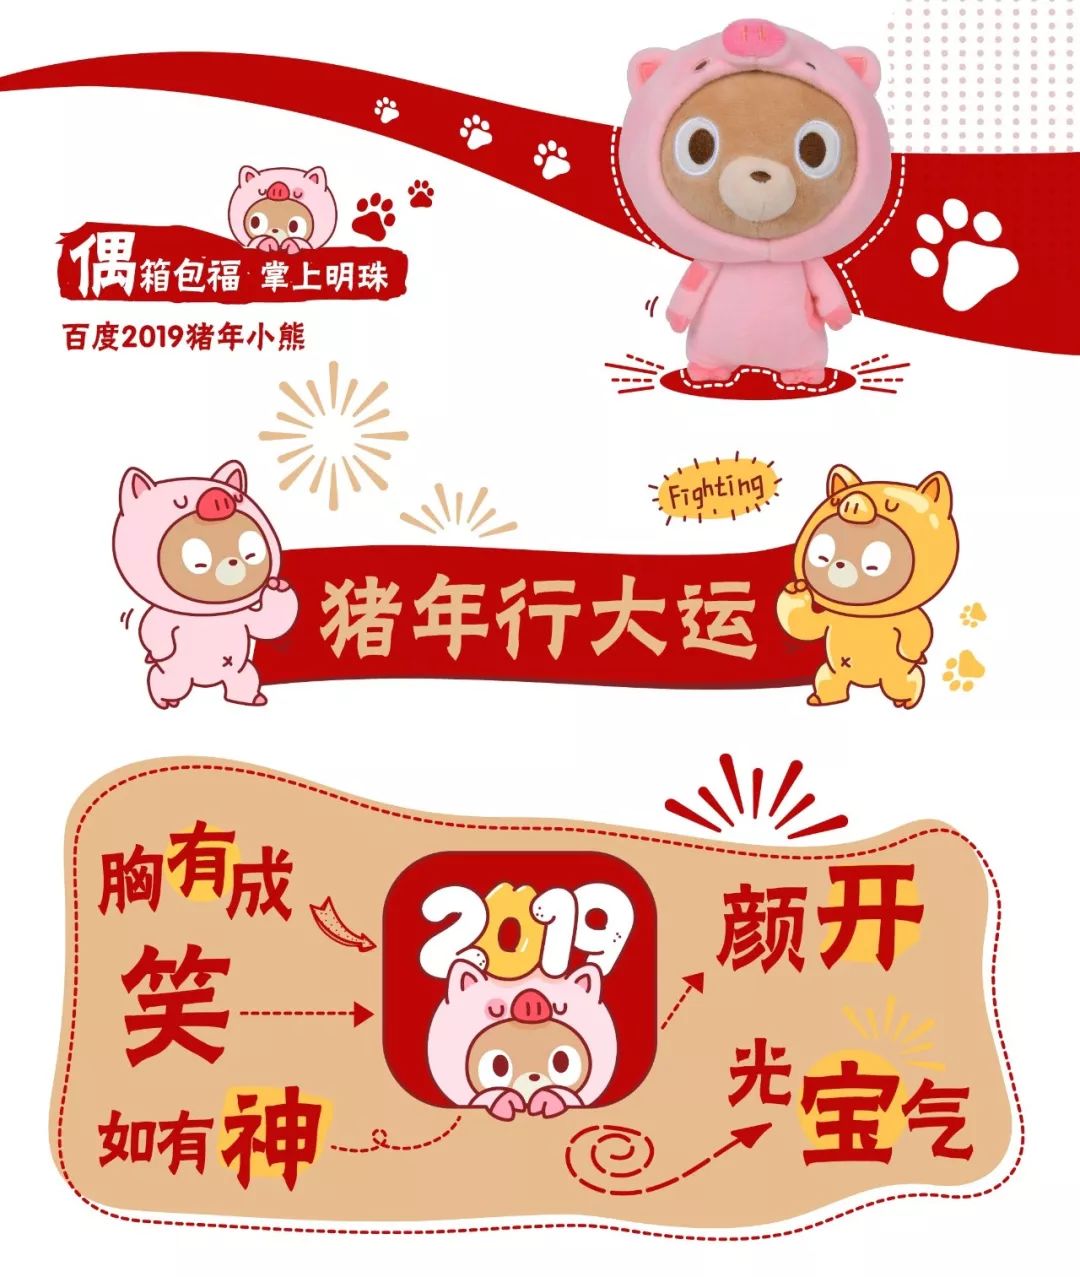 偶箱包福 掌上明珠
百度2019猪年小熊
Fighting
猪年行大运
胸有成
笑
如有神
2019
颜开
光宝气